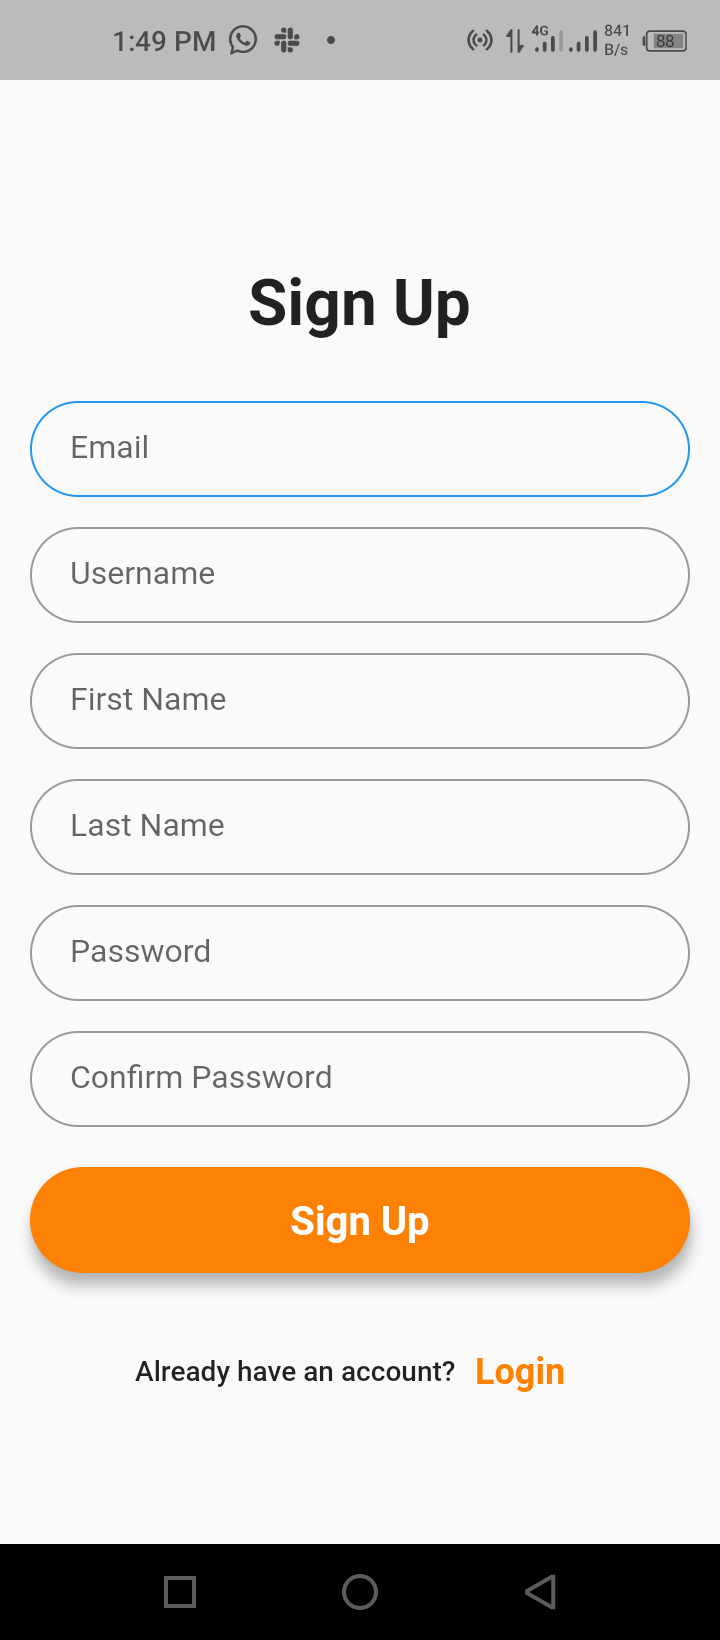 1:49 PM
4G
841
B/s
88
Sign Up
Email
Username
First Name
Last Name
Password
Confirm Password
Sign Up
Already have an account? Login